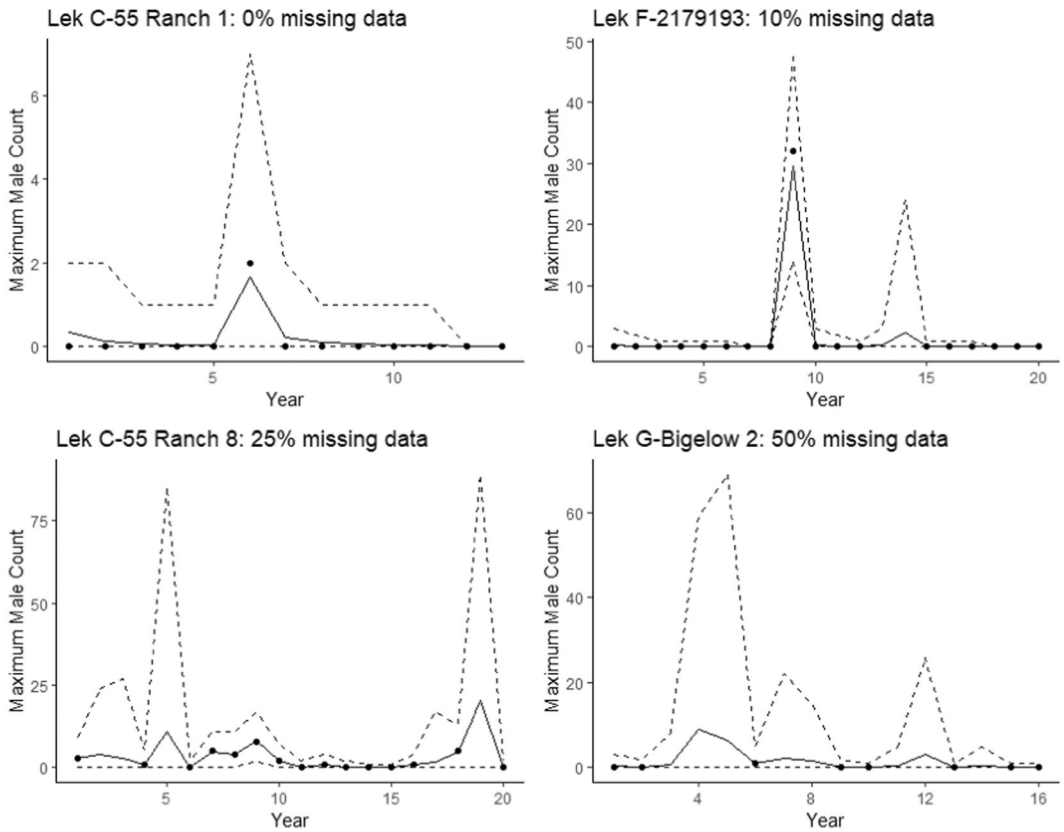 Lek C-55 Ranch 1: 0% missing data
Maximum Male Count
6
4
2
0
5
10
Year
Lek F-2179193: 10% missing data
Maximum Male Count
50
40
30
20
10
0
5
10
15
20
Year
Lek C-55 Ranch 8: 25% missing data
Maximum Male Count
75
50
25
0
5
10
15
20
Year
Lek G-Bigelow 2: 50% missing data
Maximum Male Count
60
40
20
0
4
8
12
16
Year